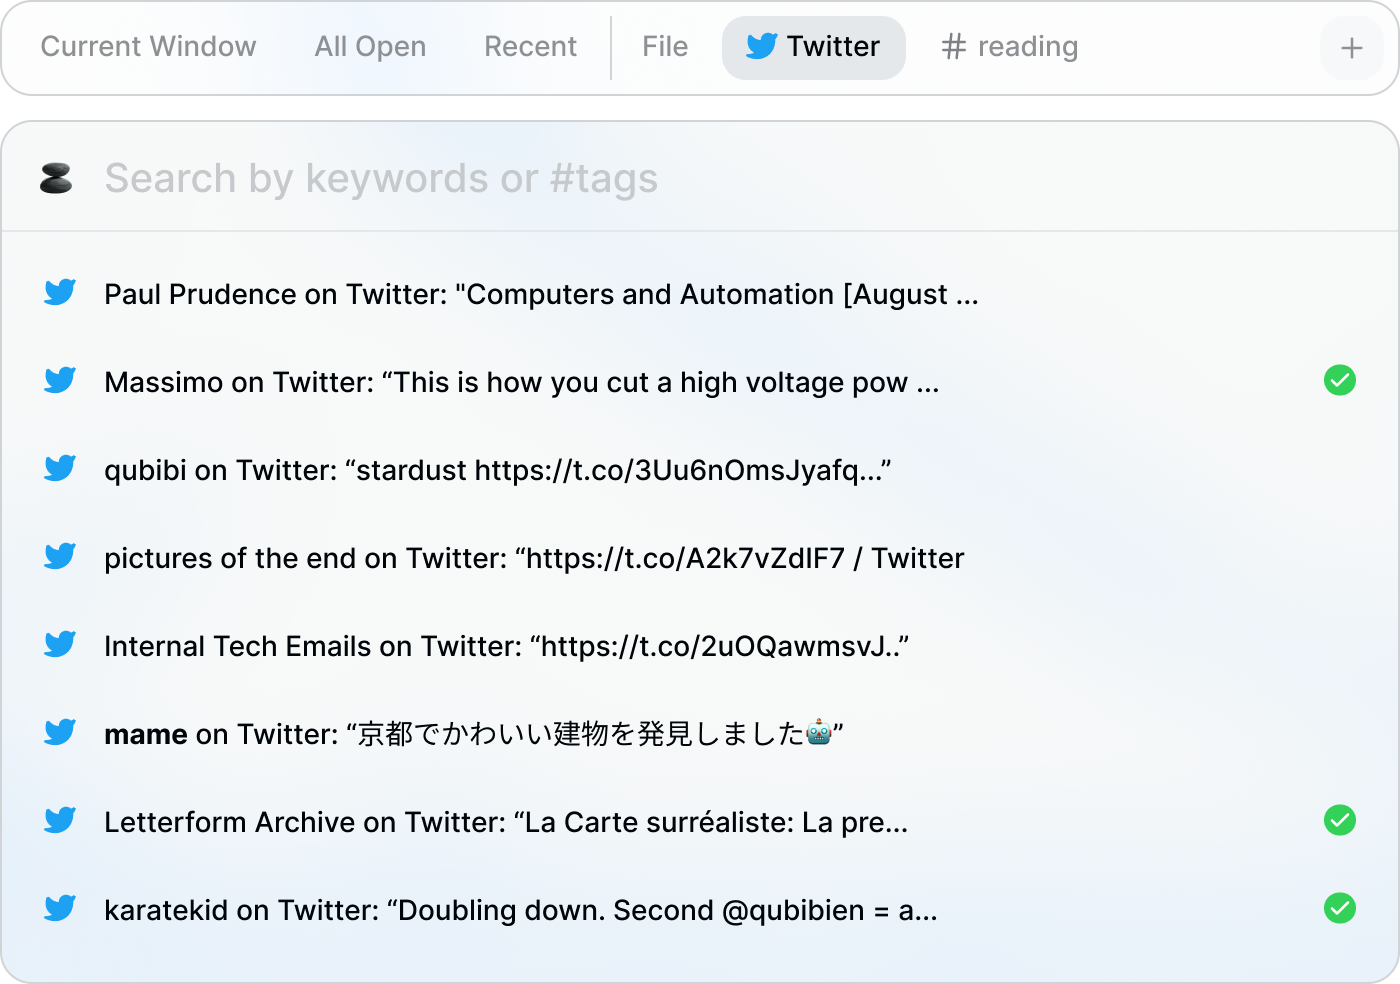 Current Window All Open Recent File Twitter # reading +
Search by keywords or #tags
Paul Prudence on Twitter: "Computers and Automation [August ...
Massimo on Twitter: “This is how you cut a high voltage pow ...
qubibi on Twitter: “stardust https://t.co/3Uu6nOmsJyafq...”
pictures of the end on Twitter: “https://t.co/A2k7vZdIF7 / Twitter
Internal Tech Emails on Twitter: “https://t.co/2uOQawmsvJ..”
mame on Twitter: “京都でかわいい建物を発見しました🤖”
Letterform Archive on Twitter: “La Carte surréaliste: La pre...
karatekid on Twitter: “Doubling down. Second @qubibien = a...